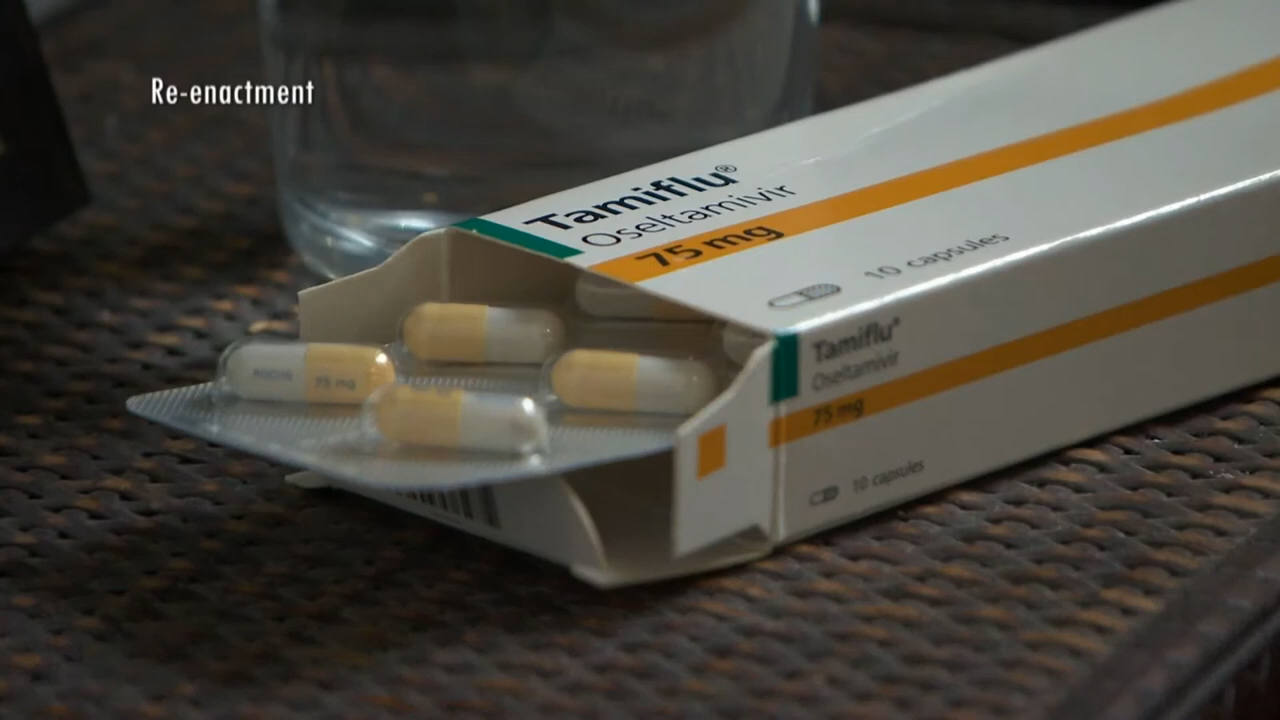 Re-enactment
Tamiflu®
Oseltamivir
75 mg
10 capsules
Tamiflu®
Oseltamivir
75 mg
10 capsules
75 mg